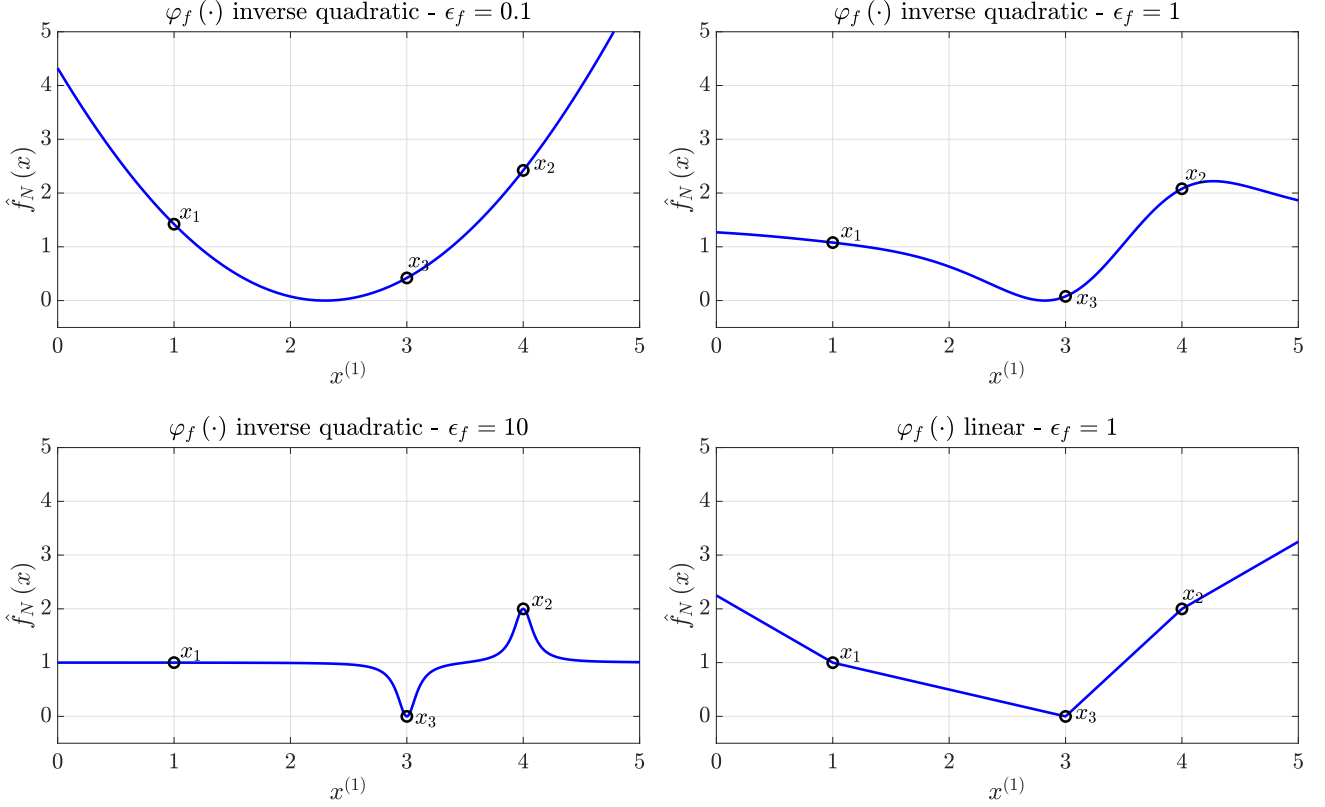 φ_f (·) inverse quadratic - ϵ_f = 0.1
5
4
3
2
1
0
f̂_N (x)
x_1
x_2
x_3
0 1 2 3 4 5
x^(1)
φ_f (·) inverse quadratic - ϵ_f = 1
5
4
3
2
1
0
f̂_N (x)
x_1
x_2
x_3
0 1 2 3 4 5
x^(1)
φ_f (·) inverse quadratic - ϵ_f = 10
5
4
3
2
1
0
f̂_N (x)
x_1
x_2
x_3
0 1 2 3 4 5
x^(1)
φ_f (·) linear - ϵ_f = 1
5
4
3
2
1
0
f̂_N (x)
x_1
x_2
x_3
0 1 2 3 4 5
x^(1)